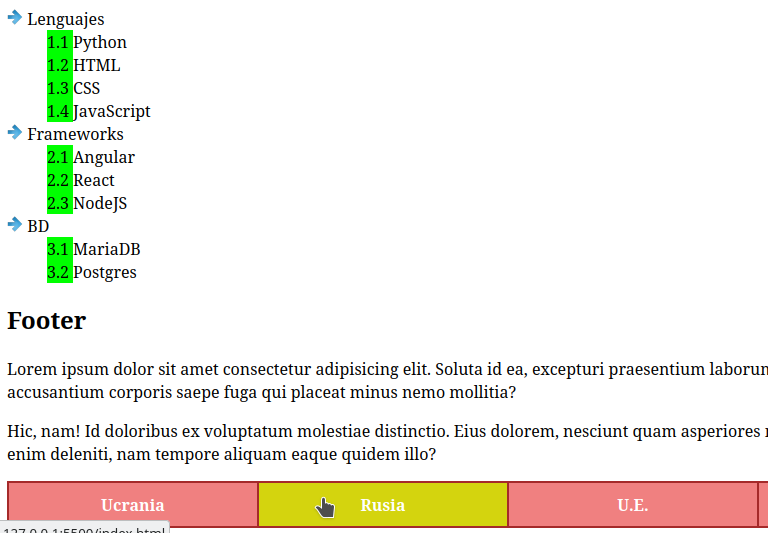 Lenguajes
1.1 Python
1.2 HTML
1.3 CSS
1.4 JavaScript
Frameworks
2.1 Angular
2.2 React
2.3 NodeJS
BD
3.1 MariaDB
3.2 Postgres
Footer
Lorem ipsum dolor sit amet consectetur adipisicing elit. Soluta id ea, excepturi praesentium
accusantium corporis saepe fuga qui placeat minus nemo mollitia?
Hic, nam! Id doloribus ex voluptatum molestiae distinctio. Eius dolorem, nesciunt quam asperiores
enim deleniti, nam tempore aliquam eaque quidem illo?
Ucrania Rusia U.E.
127.0.0.1:5500/index.html